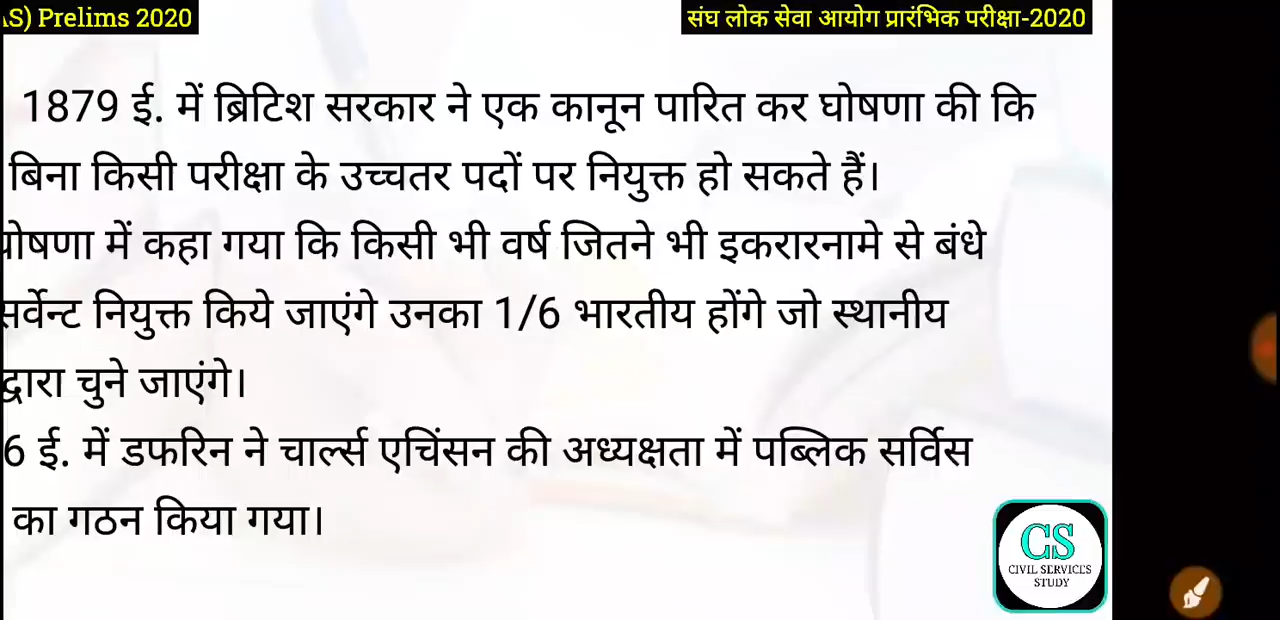 S) Prelims 2020
संघ लोक सेवा आयोग प्रारंभिक परीक्षा-2020
1879 ई. में ब्रिटिश सरकार ने एक कानून पारित कर घोषणा की कि
बिना किसी परीक्षा के उच्चतर पदों पर नियुक्त हो सकते हैं।
में कहा गया कि किसी भी वर्ष जितने भी इकरारनामे से बंधे
सर्वेन्ट नियुक्त किये जाएंगे उनका 1/6 भारतीय होंगे जो स्थानीय
द्वारा चुने जाएंगे।
6 ई. में डफरिन ने चार्ल्स एचिंसन की अध्यक्षता में पब्लिक सर्विस
का गठन किया गया।
CS
CIVIL SERVICES
STUDY